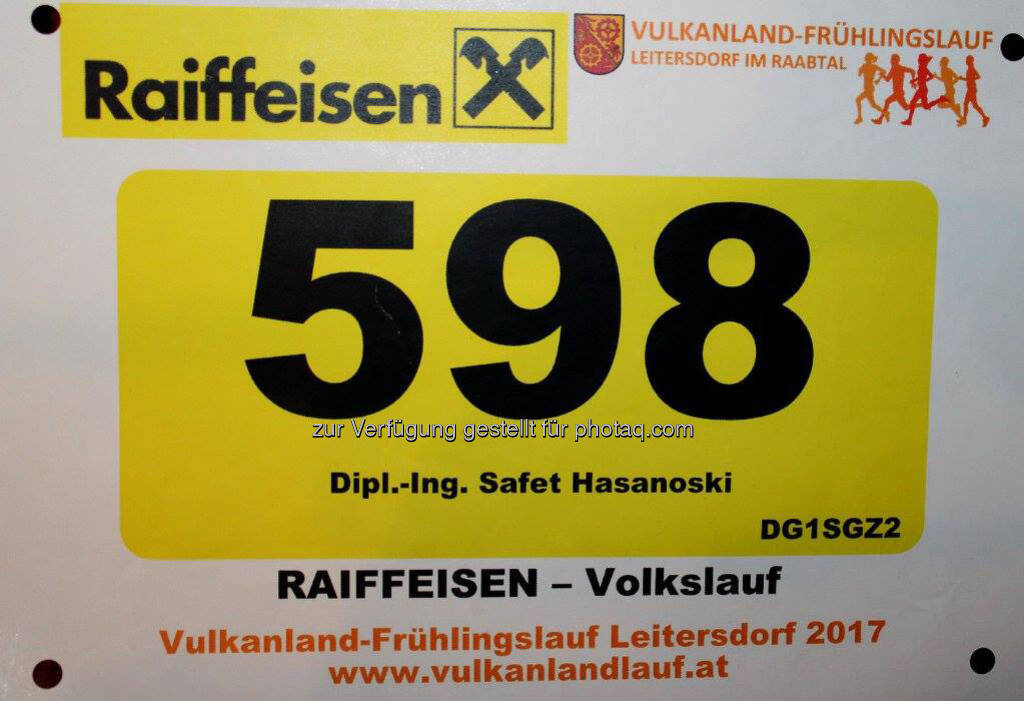 Raiffeisen
VULKANLAND-FRÜHLINGSLAUF
LEITERSDORF IM RAABTAL
598
zur Verfügung gestellt für photaq.com
Dipl.-Ing. Safet Hasanoski
DG1SGZ2
RAIFFEISEN – Volkslauf
Vulkanland-Frühlingslauf Leitersdorf 2017
www.vulkanlandlauf.at